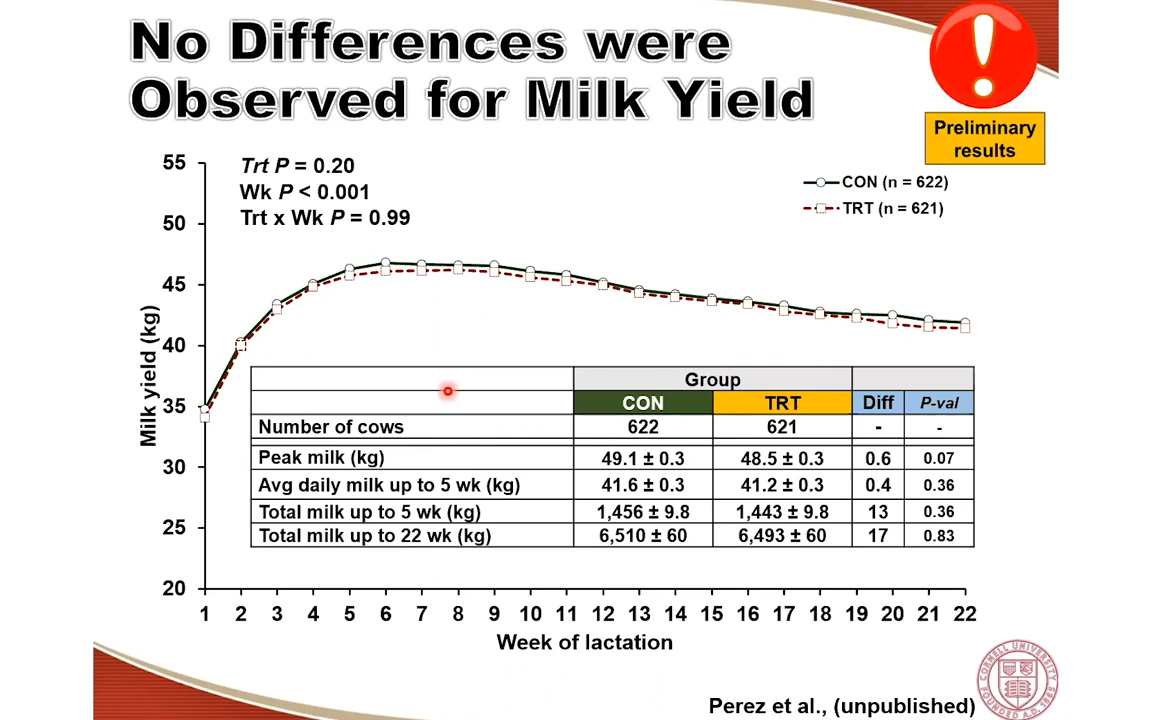 No Differences were
Observed for Milk Yield
Preliminary
results
Trt P = 0.20
Wk P < 0.001
Trt x Wk P = 0.99
CON (n = 622)
TRT (n = 621)
Milk yield (kg)
55
50
45
40
35
30
25
20
Group
CON TRT Diff P-val
Number of cows 622 621 - -
Peak milk (kg) 49.1 ± 0.3 48.5 ± 0.3 0.6 0.07
Avg daily milk up to 5 wk (kg) 41.6 ± 0.3 41.2 ± 0.3 0.4 0.36
Total milk up to 5 wk (kg) 1,456 ± 9.8 1,443 ± 9.8 13 0.36
Total milk up to 22 wk (kg) 6,510 ± 60 6,493 ± 60 17 0.83
1 2 3 4 5 6 7 8 9 10 11 12 13 14 15 16 17 18 19 20 21 22
Week of lactation
CORNELL UNIVERSITY
FOUNDED A.D. 1865
Perez et al., (unpublished)